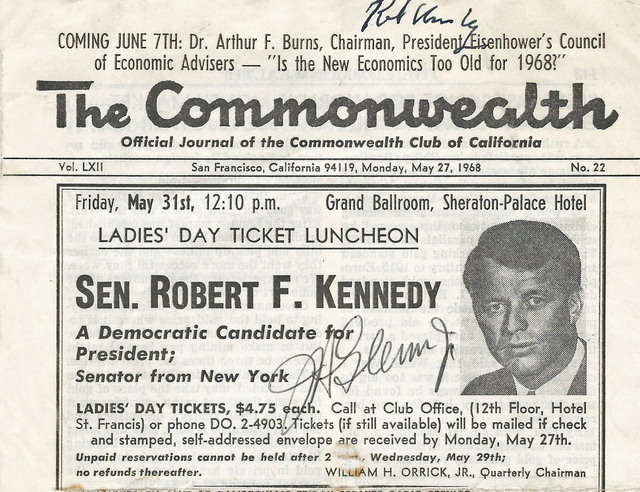 COMING JUNE 7TH: Dr. Arthur F. Burns, Chairman, President Eisenhower's Council
of Economic Advisers — "Is the New Economics Too Old for 1968?"
The Commonwealth
Official Journal of the Commonwealth Club of California
Vol. LXII San Francisco, California 94119, Monday, May 27, 1968 No. 22
Friday, May 31st, 12:10 p.m. Grand Ballroom, Sheraton-Palace Hotel
LADIES' DAY TICKET LUNCHEON
SEN. ROBERT F. KENNEDY
A Democratic Candidate for
President;
Senator from New York
JHGlenn Jr
LADIES' DAY TICKETS, $4.75 each. Call at Club Office, (12th Floor, Hotel
St. Francis) or phone DO. 2-4903. Tickets (if still available) will be mailed if check
and stamped, self-addressed envelope are received by Monday, May 27th.
Unpaid reservations cannot be held after 2 Wednesday, May 29th;
no refunds thereafter. WILLIAM H. ORRICK, JR., Quarterly Chairman